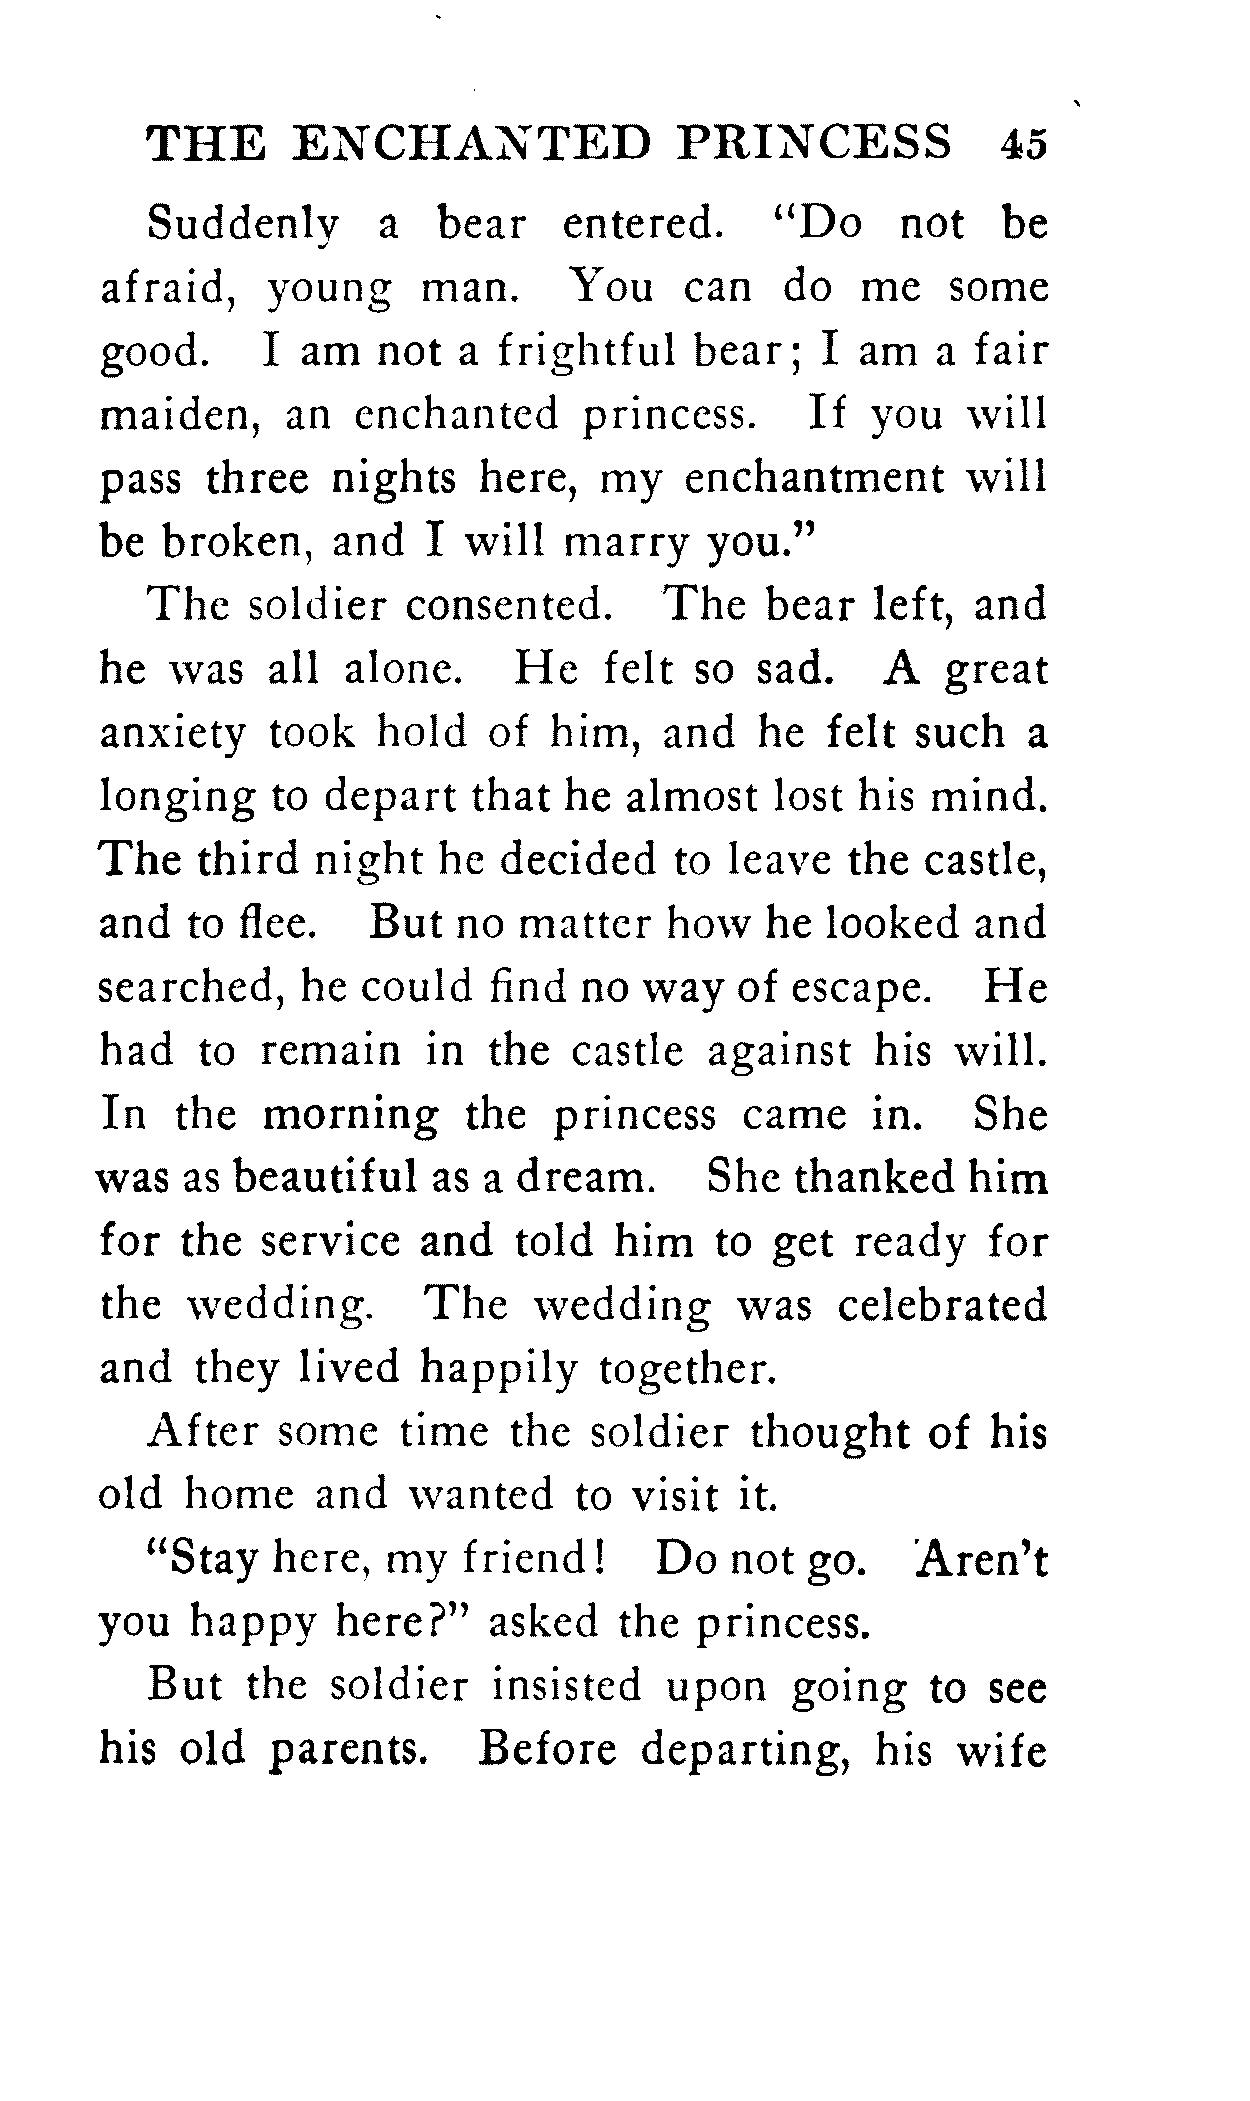 THE ENCHANTED PRINCESS 45
Suddenly a bear entered. "Do not be
afraid, young man. You can do me some
good. I am not a frightful bear; I am a fair
maiden, an enchanted princess. If you will
pass three nights here, my enchantment will
be broken, and I will marry you."
The soldier consented. The bear left, and
he was all alone. He felt so sad. A great
anxiety took hold of him, and he felt such a
longing to depart that he almost lost his mind.
The third night he decided to leave the castle,
and to flee. But no matter how he looked and
searched, he could find no way of escape. He
had to remain in the castle against his will.
In the morning the princess came in. She
was as beautiful as a dream. She thanked him
for the service and told him to get ready for
the wedding. The wedding was celebrated
and they lived happily together.
After some time the soldier thought of his
old home and wanted to visit it.
"Stay here, my friend! Do not go. Aren't
you happy here?" asked the princess.
But the soldier insisted upon going to see
his old parents. Before departing, his wife